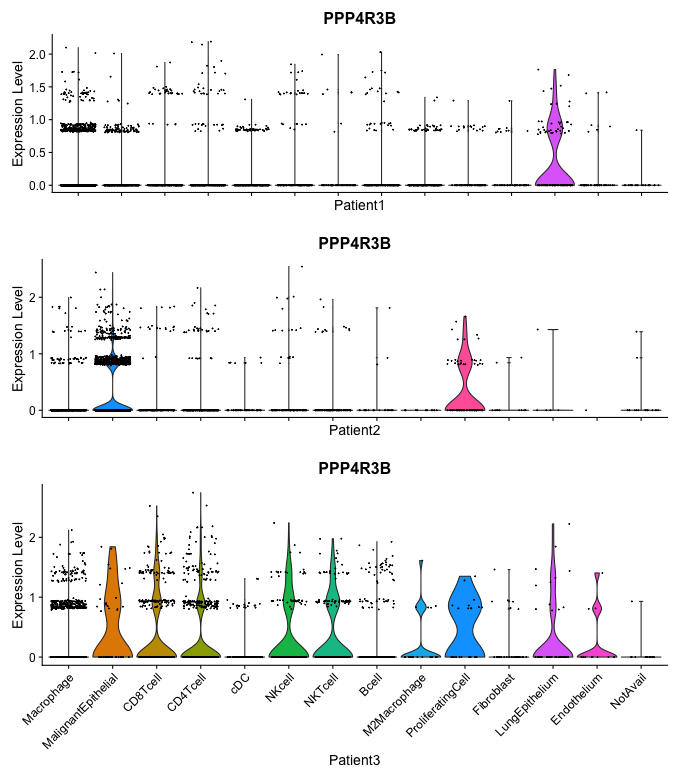 PPP4R3B
Expression Level
2.0
1.5
1.0
0.5
0.0
Patient1
PPP4R3B
Expression Level
2
1
0
Patient2
PPP4R3B
Expression Level
2
1
0
Macrophage
MalignantEpithelial
CD8Tcell
CD4Tcell
cDC
NKcell
NKTcell
Bcell
M2Macrophage
ProliferatingCell
Fibroblast
LungEpithelium
Endothelium
NotAvail
Patient3